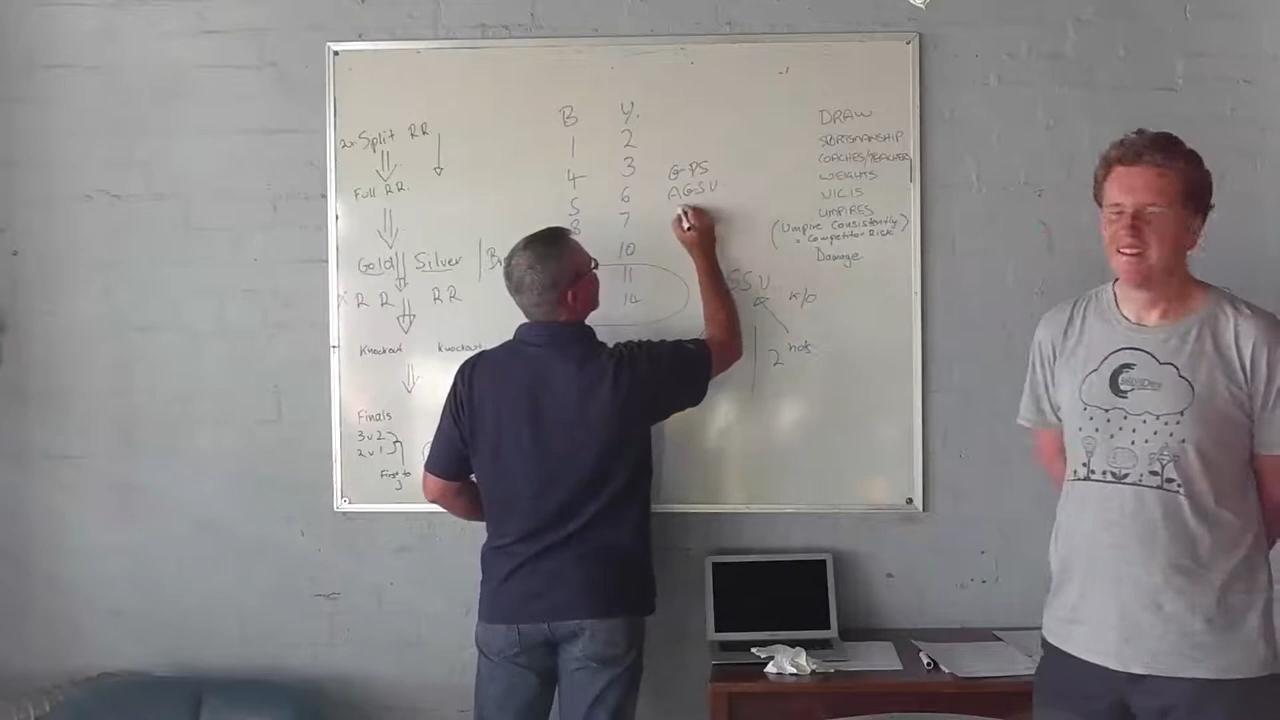 2x Split RR
Full RR.
Gold Silver
R R RR
Knockout Knockout
Finals
3 v 2
2 v 1
First to
3
B Y.
1 2
4 3
5 6
8 7
10
11
14
G-PS
AGSV
k/o
2
DRAW
SPORTSMANSHIP
COACHES/TEACHER
WEIGHTS
UMPIRES
(Umpire Consistently)
= Competitor Risk
Damage